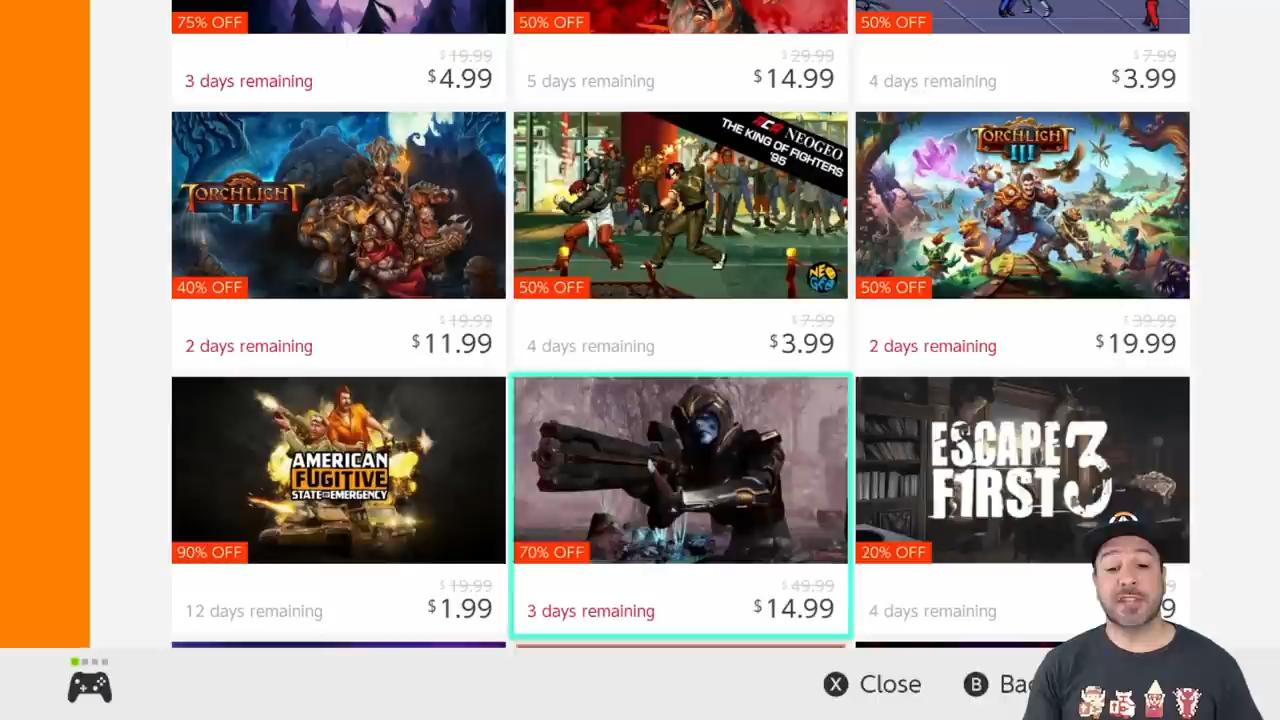 75% OFF
50% OFF
50% OFF
$19.99
$29.99
$7.99
3 days remaining
$4.99
5 days remaining
$14.99
4 days remaining
$3.99
TORCHLIGHT
II
ACA NEOGEO
THE KING OF FIGHTERS
'95
NEO
GEO
TORCHLIGHT
III
40% OFF
50% OFF
50% OFF
$19.99
$7.99
$39.99
2 days remaining
$11.99
4 days remaining
$3.99
2 days remaining
$19.99
AMERICAN
FUGITIVE
STATE OF EMERGENCY
ESCAPE
FIRST
3
90% OFF
70% OFF
20% OFF
$19.99
$49.99
12 days remaining
$1.99
3 days remaining
$14.99
4 days remaining
X Close
B Bac